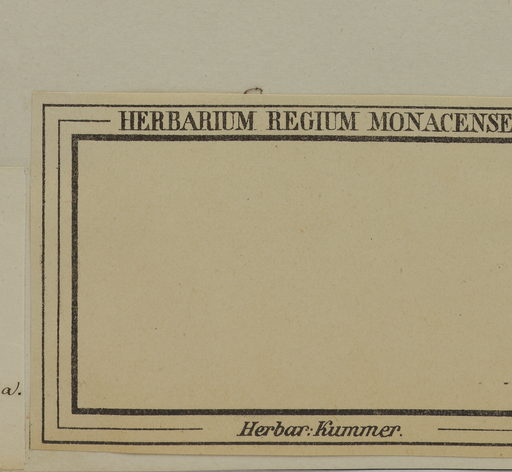 HERBARIUM REGIUM MONACENSE
a).
Herbar: Kummer.